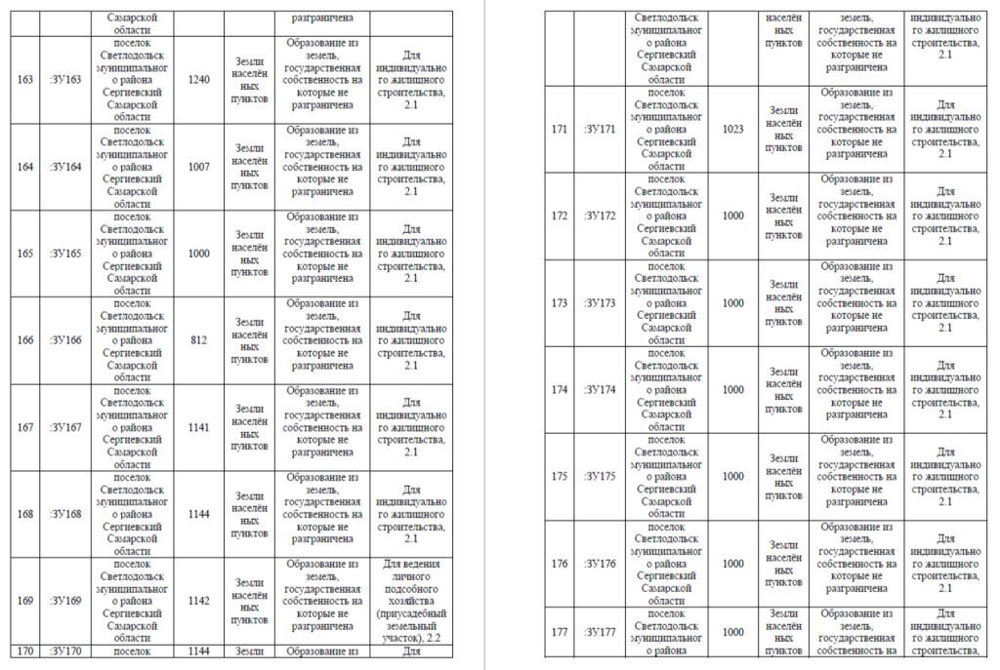 Самарской
области
разграничена
163
:ЗУ163
поселок
Светлодольск
муниципальног
о района
Сергиевский
Самарской
области
1240
Земли
населён
ных
пунктов
Образование из
земель,
государственная
собственность на
которые не
разграничена
Для
индивидуально
го жилищного
строительства,
2.1
164
:ЗУ164
поселок
Светлодольск
муниципальног
о района
Сергиевский
Самарской
области
1007
Земли
населён
ных
пунктов
Образование из
земель,
государственная
собственность на
которые не
разграничена
Для
индивидуально
го жилищного
строительства,
2.1
165
:ЗУ165
поселок
Светлодольск
муниципальног
о района
Сергиевский
Самарской
области
1000
Земли
населён
ных
пунктов
Образование из
земель,
государственная
собственность на
которые не
разграничена
Для
индивидуально
го жилищного
строительства,
2.1
166
:ЗУ166
поселок
Светлодольск
муниципальног
о района
Сергиевский
Самарской
области
812
Земли
населён
ных
пунктов
Образование из
земель,
государственная
собственность на
которые не
разграничена
Для
индивидуально
го жилищного
строительства,
2.1
167
:ЗУ167
поселок
Светлодольск
муниципальног
о района
Сергиевский
Самарской
области
1141
Земли
населён
ных
пунктов
Образование из
земель,
государственная
собственность на
которые не
разграничена
Для
индивидуально
го жилищного
строительства,
2.1
168
:ЗУ168
поселок
Светлодольск
муниципальног
о района
Сергиевский
Самарской
области
1144
Земли
населён
ных
пунктов
Образование из
земель,
государственная
собственность на
которые не
разграничена
Для
индивидуально
го жилищного
строительства,
2.1
169
:ЗУ169
поселок
Светлодольск
муниципальног
о района
Сергиевский
Самарской
области
1142
Земли
населён
ных
пунктов
Образование из
земель,
государственная
собственность на
которые не
разграничена
Для ведения
личного
подсобного
хозяйства
(приусадебный
земельный
участок), 2.2
170
:ЗУ170
поселок
1144
Земли
Образование из
Для
Светлодольск
муниципальног
о района
Сергиевский
Самарской
области
населён
ных
пунктов
земель,
государственная
собственность на
которые не
разграничена
индивидуально
го жилищного
строительства,
2.1
171
:ЗУ171
поселок
Светлодольск
муниципальног
о района
Сергиевский
Самарской
области
1023
Земли
населён
ных
пунктов
Образование из
земель,
государственная
собственность на
которые не
разграничена
Для
индивидуально
го жилищного
строительства,
2.1
172
:ЗУ172
поселок
Светлодольск
муниципальног
о района
Сергиевский
Самарской
области
1000
Земли
населён
ных
пунктов
Образование из
земель,
государственная
собственность на
которые не
разграничена
Для
индивидуально
го жилищного
строительства,
2.1
173
:ЗУ173
поселок
Светлодольск
муниципальног
о района
Сергиевский
Самарской
области
1000
Земли
населён
ных
пунктов
Образование из
земель,
государственная
собственность на
которые не
разграничена
Для
индивидуально
го жилищного
строительства,
2.1
174
:ЗУ174
поселок
Светлодольск
муниципальног
о района
Сергиевский
Самарской
области
1000
Земли
населён
ных
пунктов
Образование из
земель,
государственная
собственность на
которые не
разграничена
Для
индивидуально
го жилищного
строительства,
2.1
175
:ЗУ175
поселок
Светлодольск
муниципальног
о района
Сергиевский
Самарской
области
1000
Земли
населён
ных
пунктов
Образование из
земель,
государственная
собственность на
которые не
разграничена
Для
индивидуально
го жилищного
строительства,
2.1
176
:ЗУ176
поселок
Светлодольск
муниципальног
о района
Сергиевский
Самарской
области
1000
Земли
населён
ных
пунктов
Образование из
земель,
государственная
собственность на
которые не
разграничена
Для
индивидуально
го жилищного
строительства,
2.1
177
:ЗУ177
поселок
Светлодольск
муниципальног
о района
1000
Земли
населён
ных
пунктов
Образование из
земель,
государственная
собственность на
Для
индивидуально
го жилищного
строительства,